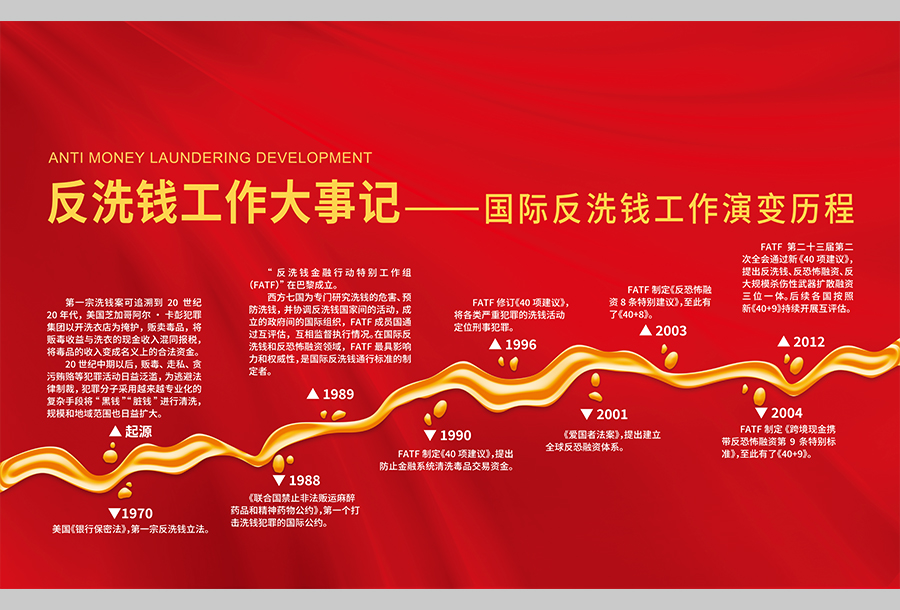 ANTI MONEY LAUNDERING DEVELOPMENT
反洗钱工作大事记——国际反洗钱工作演变历程
第一宗洗钱案可追溯到 20 世纪
20 年代，美国芝加哥阿尔 · 卡彭犯罪
集团以开洗衣店为掩护，贩卖毒品，将
贩毒收益与洗衣的现金收入混同报税，
将毒品的收入变成名义上的合法资金。
20 世纪中期以后，贩毒、走私、贪
污贿赂等犯罪活动日益泛滥，为逃避法
律制裁，犯罪分子采用越来越专业化的
复杂手段将 “黑钱”“脏钱” 进行清洗，
规模和地域范围也日益扩大。
▲ 起源
▼1970
美国《银行保密法》，第一宗反洗钱立法。
▼ 1988
《联合国禁止非法贩运麻醉
药品和精神药物公约》，第一个打
击洗钱犯罪的国际公约。
“ 反洗钱金融行动特别工作组
（FATF）” 在巴黎成立。
西方七国为专门研究洗钱的危害、预
防洗钱，并协调反洗钱国家间的活动，成
立的政府间的国际组织，FATF 成员国通
过互评估，互相监督执行情况。在国际反
洗钱和反恐怖融资领域，FATF 最具影响
力和权威性，是国际反洗钱通行标准的制
定者。
▲ 1989
▼ 1990
FATF 制定《40 项建议》，提出
防止金融系统清洗毒品交易资金。
FATF 修订《40 项建议》，
将各类严重犯罪的洗钱活动
定位刑事犯罪。
▲ 1996
▼ 2001
《爱国者法案》，提出建立
全球反恐融资体系。
FATF 制定《反恐怖融
资 8 条特别建议》，至此有
了《40+8》。
▲ 2003
▼ 2004
FATF 制定 《跨境现金携
带反恐怖融资第 9 条特别标
准》，至此有了《40+9》。
FATF 第二十三届第二
次全会通过新《40 项建议》，
提出反洗钱、反恐怖融资、反
大规模杀伤性武器扩散融资
三位一体。后续各国按照
新《40+9》持续开展互评估。
▲ 2012